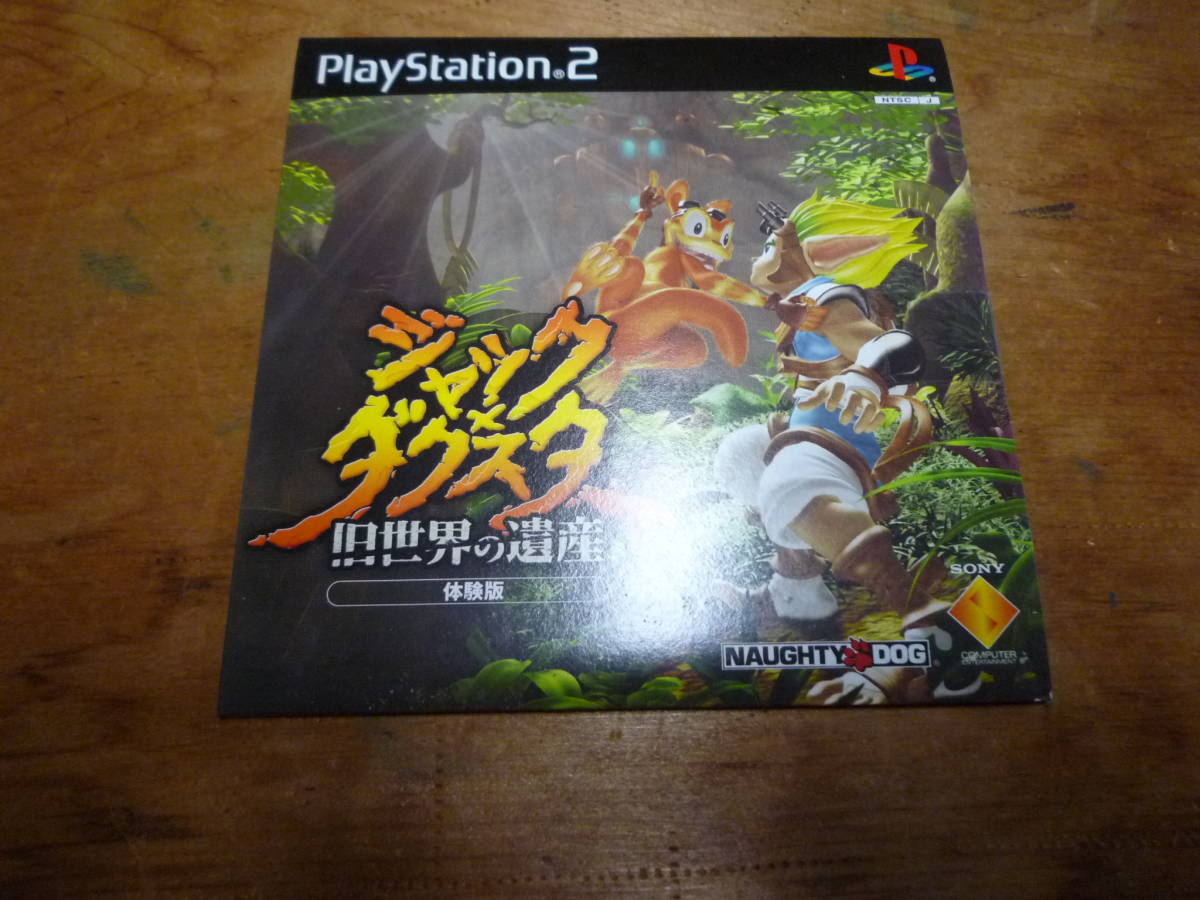 PlayStation®2
NTSC J
ジャック
×
ダクスタ
旧世界の遺産
体験版
SONY
COMPUTER
ENTERTAINMENT®
NAUGHTY DOG®